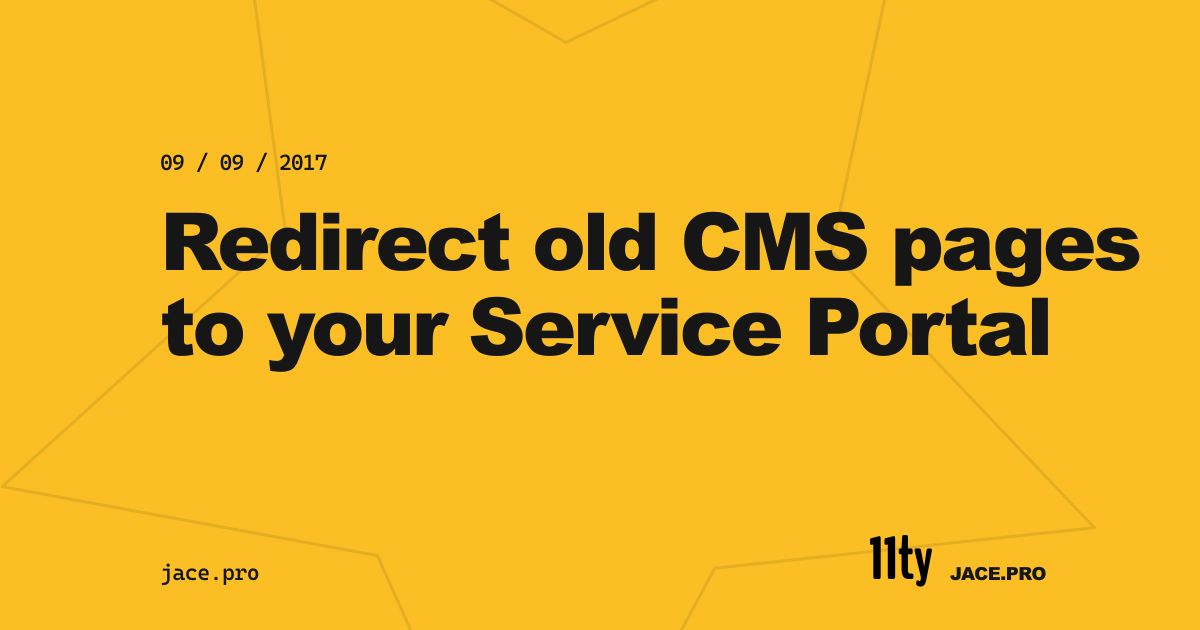 09 / 09 / 2017
Redirect old CMS pages
to your Service Portal
jace.pro
11ty JACE.PRO